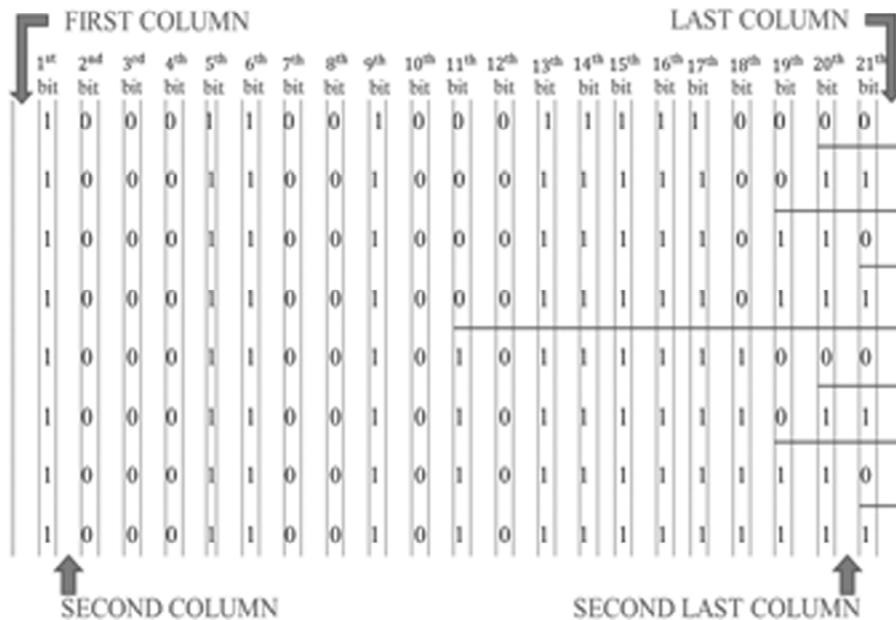 FIRST COLUMN LAST COLUMN
1st 2nd 3rd 4th 5th 6th 7th 8th 9th 10th 11th 12th 13th 14th 15th 16th 17th 18th 19th 20th 21th
bit bit bit bit bit bit bit bit bit bit bit bit bit bit bit bit bit bit bit bit bit
1 0 0 0 1 1 0 0 1 0 0 0 1 1 1 1 1 0 0 0 0
1 0 0 0 1 1 0 0 1 0 0 0 1 1 1 1 1 0 0 1 1
1 0 0 0 1 1 0 0 1 0 0 0 1 1 1 1 1 0 1 1 0
1 0 0 0 1 1 0 0 1 0 0 0 1 1 1 1 1 0 1 1 1
1 0 0 0 1 1 0 0 1 0 1 0 1 1 1 1 1 1 0 0 0
1 0 0 0 1 1 0 0 1 0 1 0 1 1 1 1 1 1 0 1 1
1 0 0 0 1 1 0 0 1 0 1 0 1 1 1 1 1 1 1 1 0
1 0 0 0 1 1 0 0 1 0 1 0 1 1 1 1 1 1 1 1 1
SECOND COLUMN SECOND LAST COLUMN